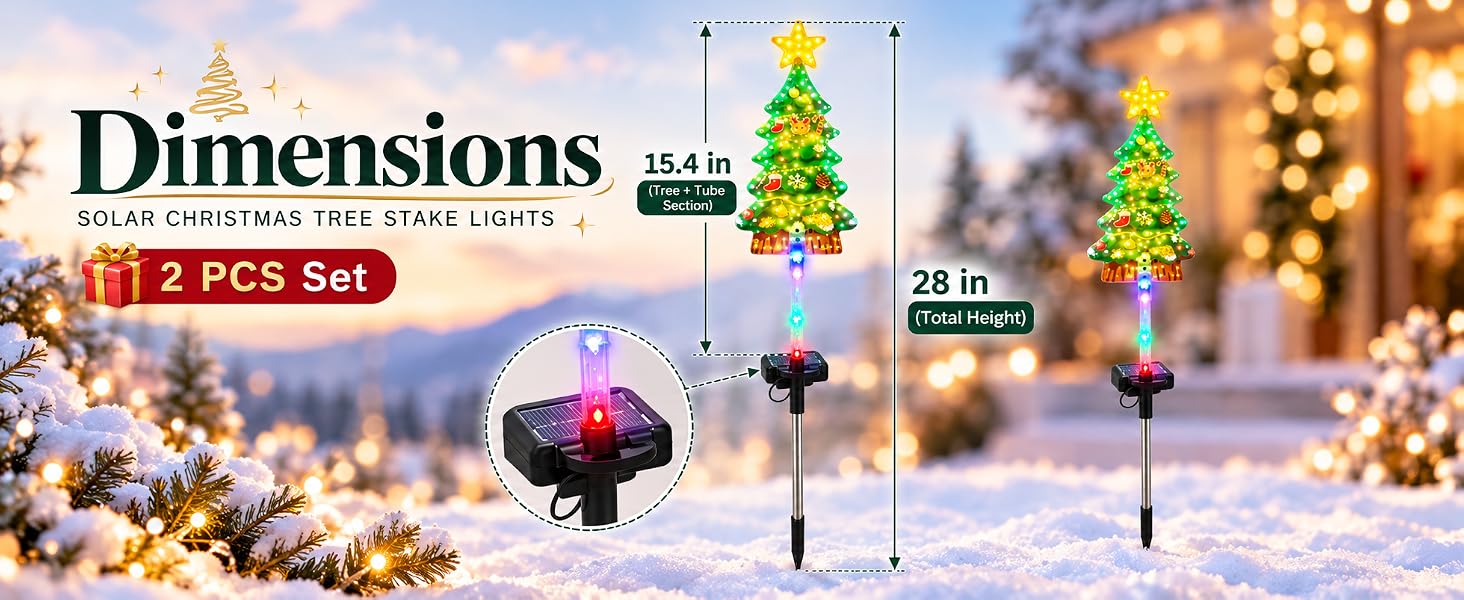 Dimensions
SOLAR CHRISTMAS TREE STAKE LIGHTS
2 PCS Set
15.4 in
(Tree + Tube
Section)
28 in
(Total Height)